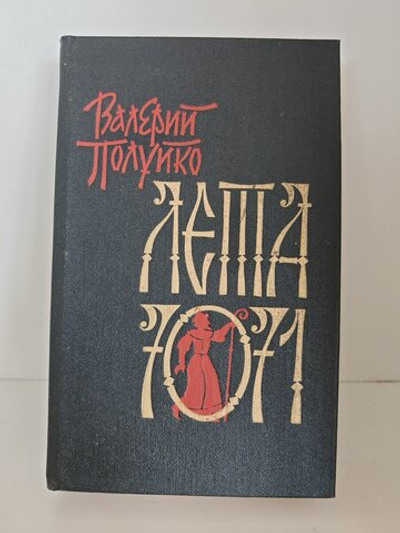 Валерий
Полуйко
ЛЕТА
7071